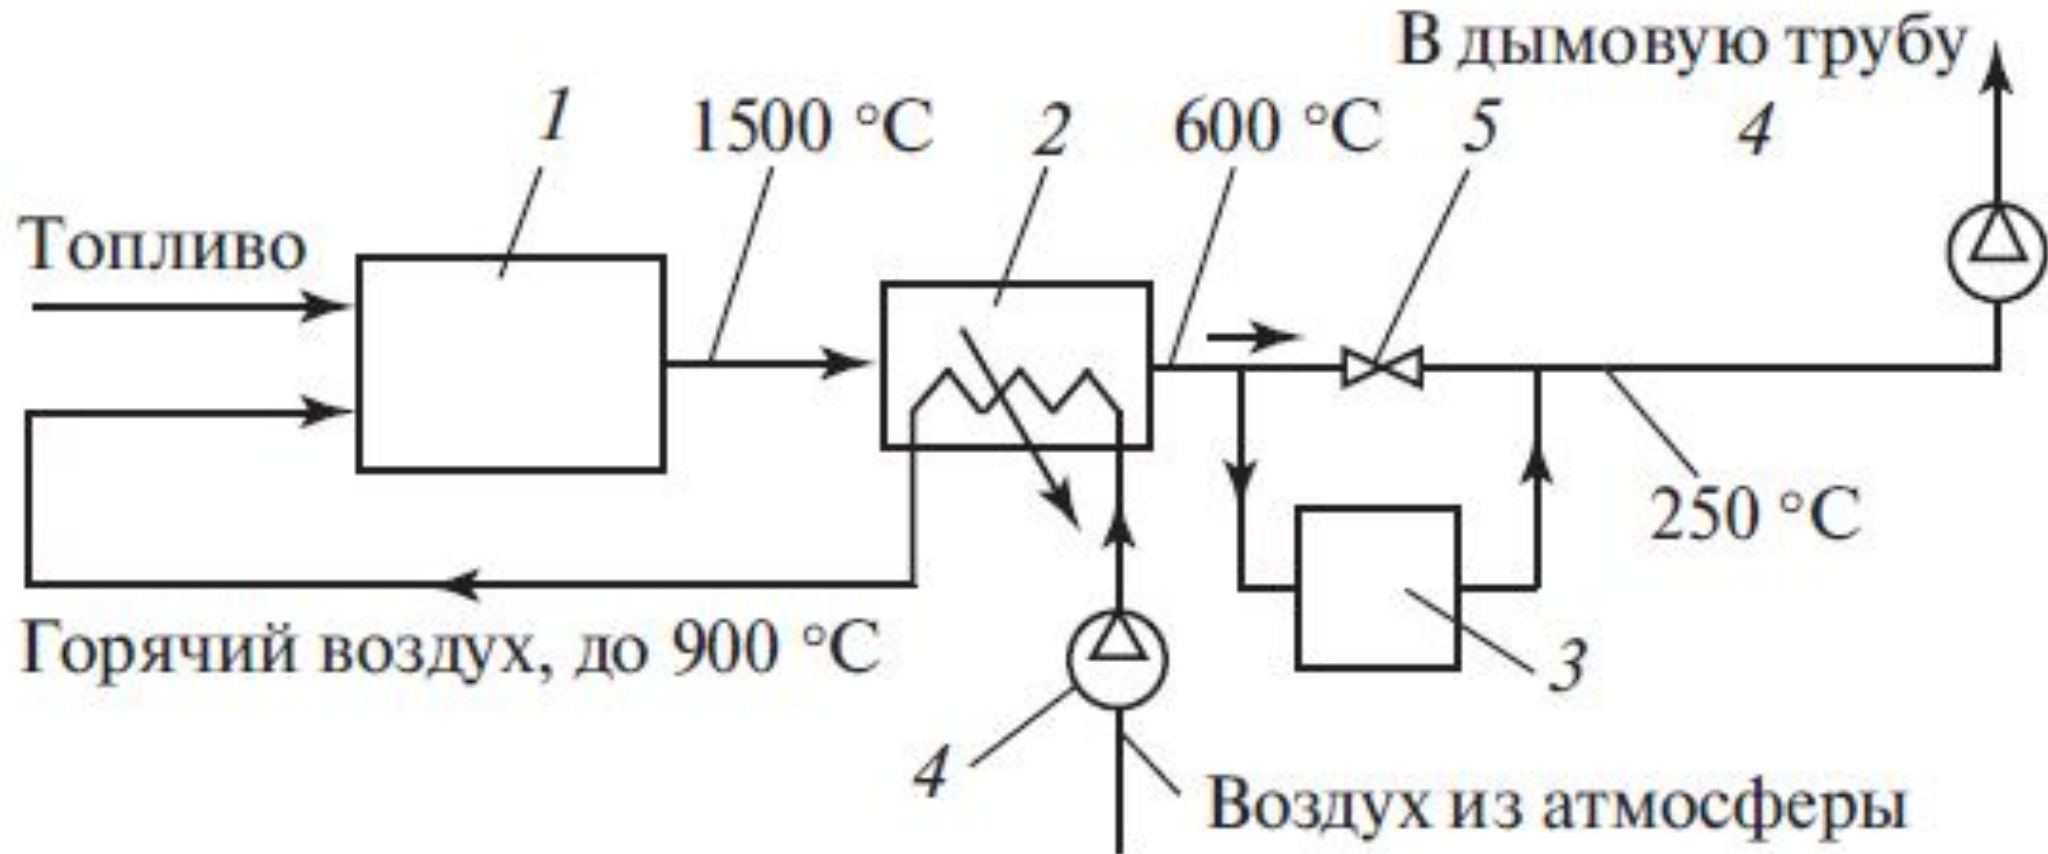 В дымовую трубу
1
1500 °C
2
600 °C
5
4
Топливо
250 °C
Горячий воздух, до 900 °C
3
4
Воздух из атмосферы